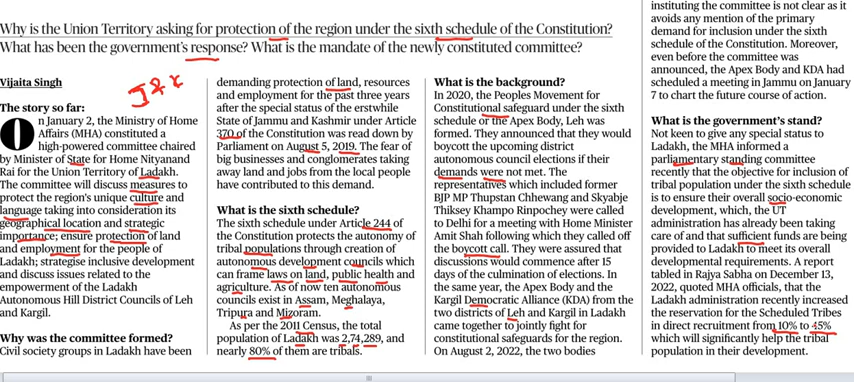 Why is the Union Territory asking for protection of the region under the sixth schedule of the Constitution?
What has been the government's response? What is the mandate of the newly constituted committee?
Vijaita Singh
J & K
The story so far:
On January 2, the Ministry of Home
Affairs (MHA) constituted a
high-powered committee chaired
by Minister of State for Home Nityanand
Rai for the Union Territory of Ladakh.
The committee will discuss measures to
protect the region's unique culture and
language taking into consideration its
geographical location and strategic
importance; ensure protection of land
and employment for the people of
Ladakh; strategise inclusive development
and discuss issues related to the
empowerment of the Ladakh
Autonomous Hill District Councils of Leh
and Kargil.
Why was the committee formed?
Civil society groups in Ladakh have been
demanding protection of land, resources
and employment for the past three years
after the special status of the erstwhile
State of Jammu and Kashmir under Article
370 of the Constitution was read down by
Parliament on August 5, 2019. The fear of
big businesses and conglomerates taking
away land and jobs from the local people
have contributed to this demand.
What is the sixth schedule?
The sixth schedule under Article 244 of
the Constitution protects the autonomy of
tribal populations through creation of
autonomous development councils which
can frame laws on land, public health and
agriculture. As of now ten autonomous
councils exist in Assam, Meghalaya,
Tripura and Mizoram.
As per the 2011 Census, the total
population of Ladakh was 2,74,289, and
nearly 80% of them are tribals.
What is the background?
In 2020, the Peoples Movement for
Constitutional safeguard under the sixth
schedule or the Apex Body, Leh was
formed. They announced that they would
boycott the upcoming district
autonomous council elections if their
demands were not met. The
representatives which included former
BJP MP Thupstan Chhewang and Skyabje
Thiksey Khampo Rinpochey were called
to Delhi for a meeting with Home Minister
Amit Shah following which they called off
the boycott call. They were assured that
discussions would commence after 15
days of the culmination of elections. In
the same year, the Apex Body and the
Kargil Democratic Alliance (KDA) from the
two districts of Leh and Kargil in Ladakh
came together to jointly fight for
constitutional safeguards for the region.
On August 2, 2022, the two bodies
instituting the committee is not clear as it
avoids any mention of the primary
demand for inclusion under the sixth
schedule of the Constitution. Moreover,
even before the committee was
announced, the Apex Body and KDA had
scheduled a meeting in Jammu on January
7 to chart the future course of action.
What is the government's stand?
Not keen to give any special status to
Ladakh, the MHA informed a
parliamentary standing committee
recently that the objective for inclusion of
tribal population under the sixth schedule
is to ensure their overall socio-economic
development, which, the UT
administration has already been taking
care of and that sufficient funds are being
provided to Ladakh to meet its overall
developmental requirements. A report
tabled in Rajya Sabha on December 13,
2022, quoted MHA officials, that the
Ladakh administration recently increased
the reservation for the Scheduled Tribes
in direct recruitment from 10% to 45%
which will significantly help the tribal
population in their development.